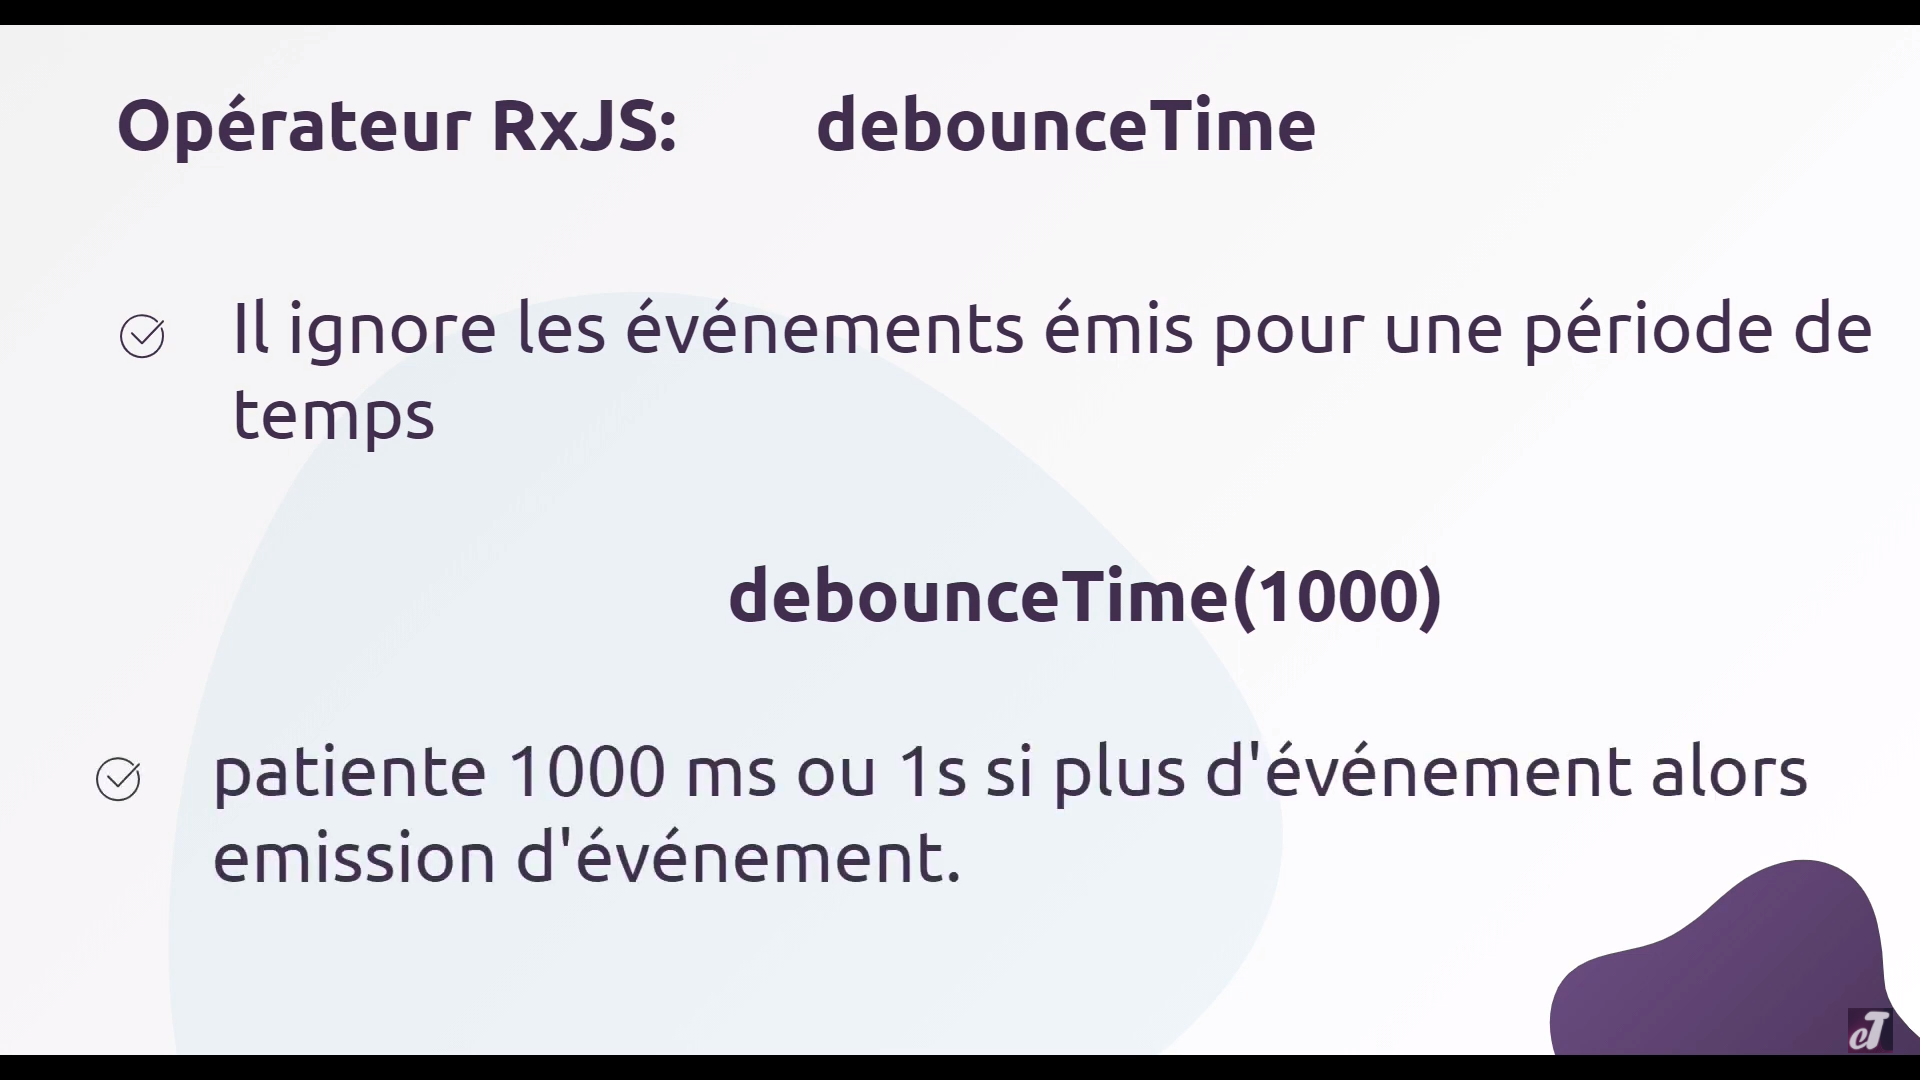 Opérateur RxJS: debounceTime
Il ignore les événements émis pour une période de
temps
debounceTime(1000)
patiente 1000 ms ou 1s si plus d'événement alors
emission d'événement.
eT